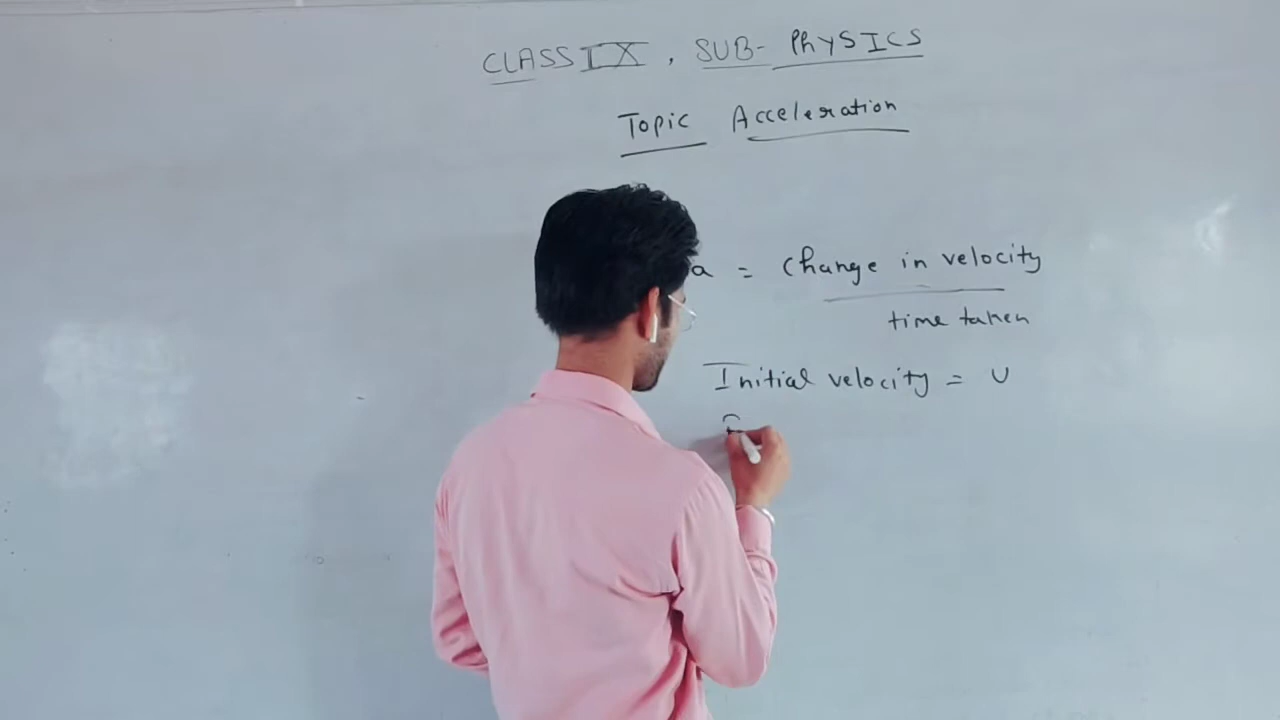 CLASS IX, SUB- PhYSICS
Topic Acceleration
a = Change in velocity
time taken
Initial velocity = U